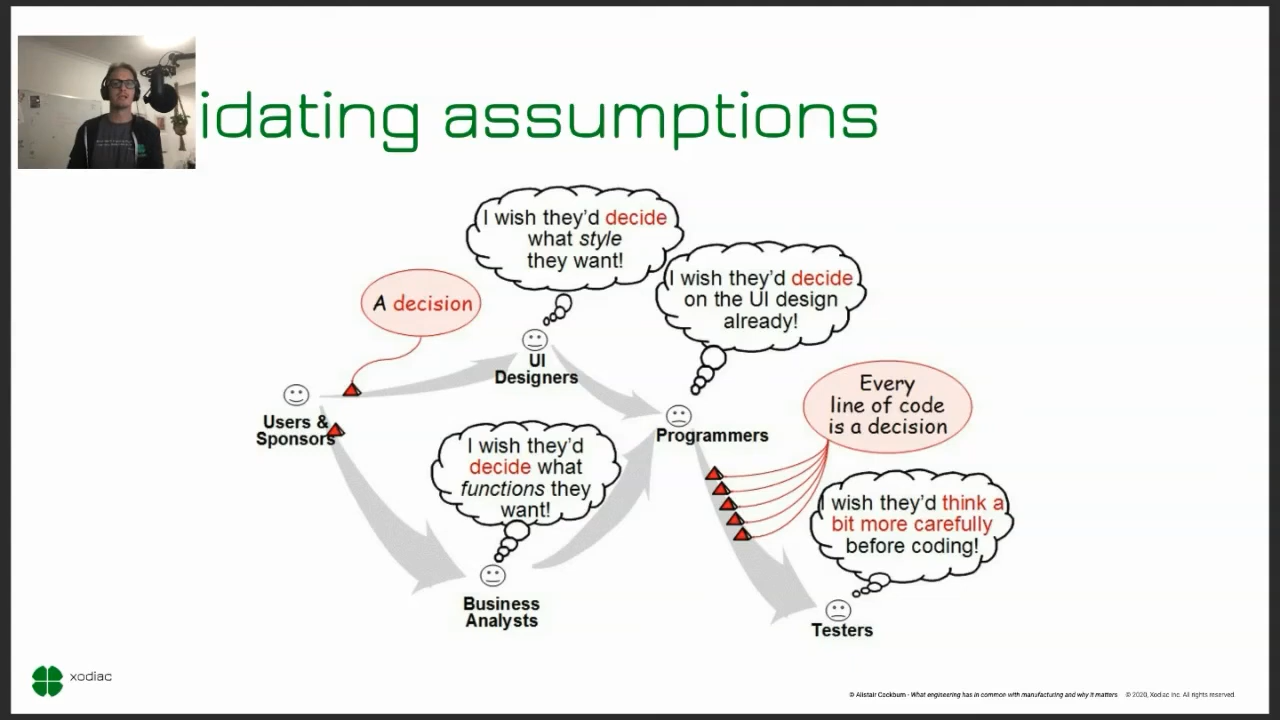 idating assumptions
I wish they'd decide
what style
they want!
I wish they'd decide
on the UI design
already!
A decision
UI
Designers
Users &
Sponsors
Programmers
Every
line of code
is a decision
I wish they'd
decide what
functions they
want!
I wish they'd think a
bit more carefully
before coding!
Business
Analysts
Testers
xodiac
© Alistair Cockburn - What engineering has in common with manufacturing and why it matters © 2020, Xodiac Inc. All rights reserved.